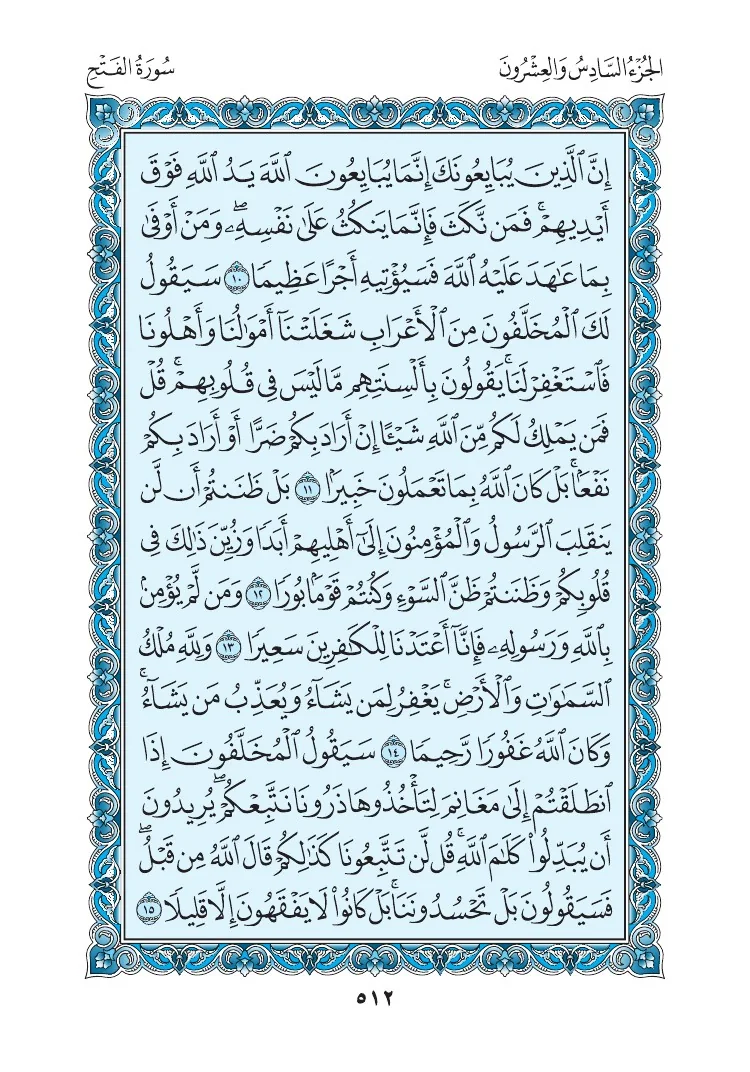 الجُزْءُ السَّادِسُ وَالعِشْرُونَ
سُورَةُ الفَتْحِ
إِنَّ ٱلَّذِينَ يُبَايِعُونَكَ إِنَّمَا يُبَايِعُونَ ٱللَّهَ يَدُ ٱللَّهِ فَوْقَ
أَيْدِيهِمْۚ فَمَن نَّكَثَ فَإِنَّمَا يَنكُثُ عَلَىٰ نَفْسِهِۦۖ وَمَنْ أَوْفَىٰ
بِمَا عَٰهَدَ عَلَيْهُ ٱللَّهَ فَسَيُؤْتِيهِ أَجْرًا عَظِيمًا ١٠ سَيَقُولُ
لَكَ ٱلْمُخَلَّفُونَ مِنَ ٱلْأَعْرَابِ شَغَلَتْنَآ أَمْوَٰلُنَا وَأَهْلُونَا
فَٱسْتَغْفِرْ لَنَاۚ يَقُولُونَ بِأَلْسِنَتِهِم مَّا لَيْسَ فِى قُلُوبِهِمْۚ قُلْ
فَمَن يَمْلِكُ لَكُم مِّنَ ٱللَّهِ شَيْـًٔا إِنْ أَرَادَ بِكُمْ ضَرًّا أَوْ أَرَادَ بِكُمْ
نَفْعًۢاۚ بَلْ كَانَ ٱللَّهُ بِمَا تَعْمَلُونَ خَبِيرًۢا ١١ بَلْ ظَنَنتُمْ أَن لَّن
يَنقَلِبَ ٱلرَّسُولُ وَٱلْمُؤْمِنُونَ إِلَىٰٓ أَهْلِيهِمْ أَبَدًا وَزُيِّنَ ذَٰلِكَ فِى
قُلُوبِكُمْ وَظَنَنتُمْ ظَنَّ ٱلسَّوْءِ وَكُنتُمْ قَوْمًۢا بُورًا ١٢ وَمَن لَّمْ يُؤْمِنۢ
بِٱللَّهِ وَرَسُولِهِۦ فَإِنَّآ أَعْتَدْنَا لِلْكَٰفِرِينَ سَعِيرًا ١٣ وَلِلَّهِ مُلْكُ
ٱلسَّمَٰوَٰتِ وَٱلْأَرْضِۚ يَغْفِرُ لِمَن يَشَآءُ وَيُعَذِّبُ مَن يَشَآءُۚ
وَكَانَ ٱللَّهُ غَفُورًا رَّحِيمًا ١٤ سَيَقُولُ ٱلْمُخَلَّفُونَ إِذَا
ٱنطَلَقْتُمْ إِلَىٰ مَغَانِمَ لِتَأْخُذُوهَا ذَرُونَا نَتَّبِعْكُمْۖ يُرِيدُونَ
أَن يُبَدِّلُوا۟ كَلَٰمَ ٱللَّهِۚ قُل لَّن تَتَّبِعُونَا كَذَٰلِكُمْ قَالَ ٱللَّهُ مِن قَبْلُۖ
فَسَيَقُولُونَ بَلْ تَحْسُدُونَنَاۚ بَلْ كَانُوا۟ لَا يَفْقَهُونَ إِلَّا قَلِيلًا ١٥
٥١٢